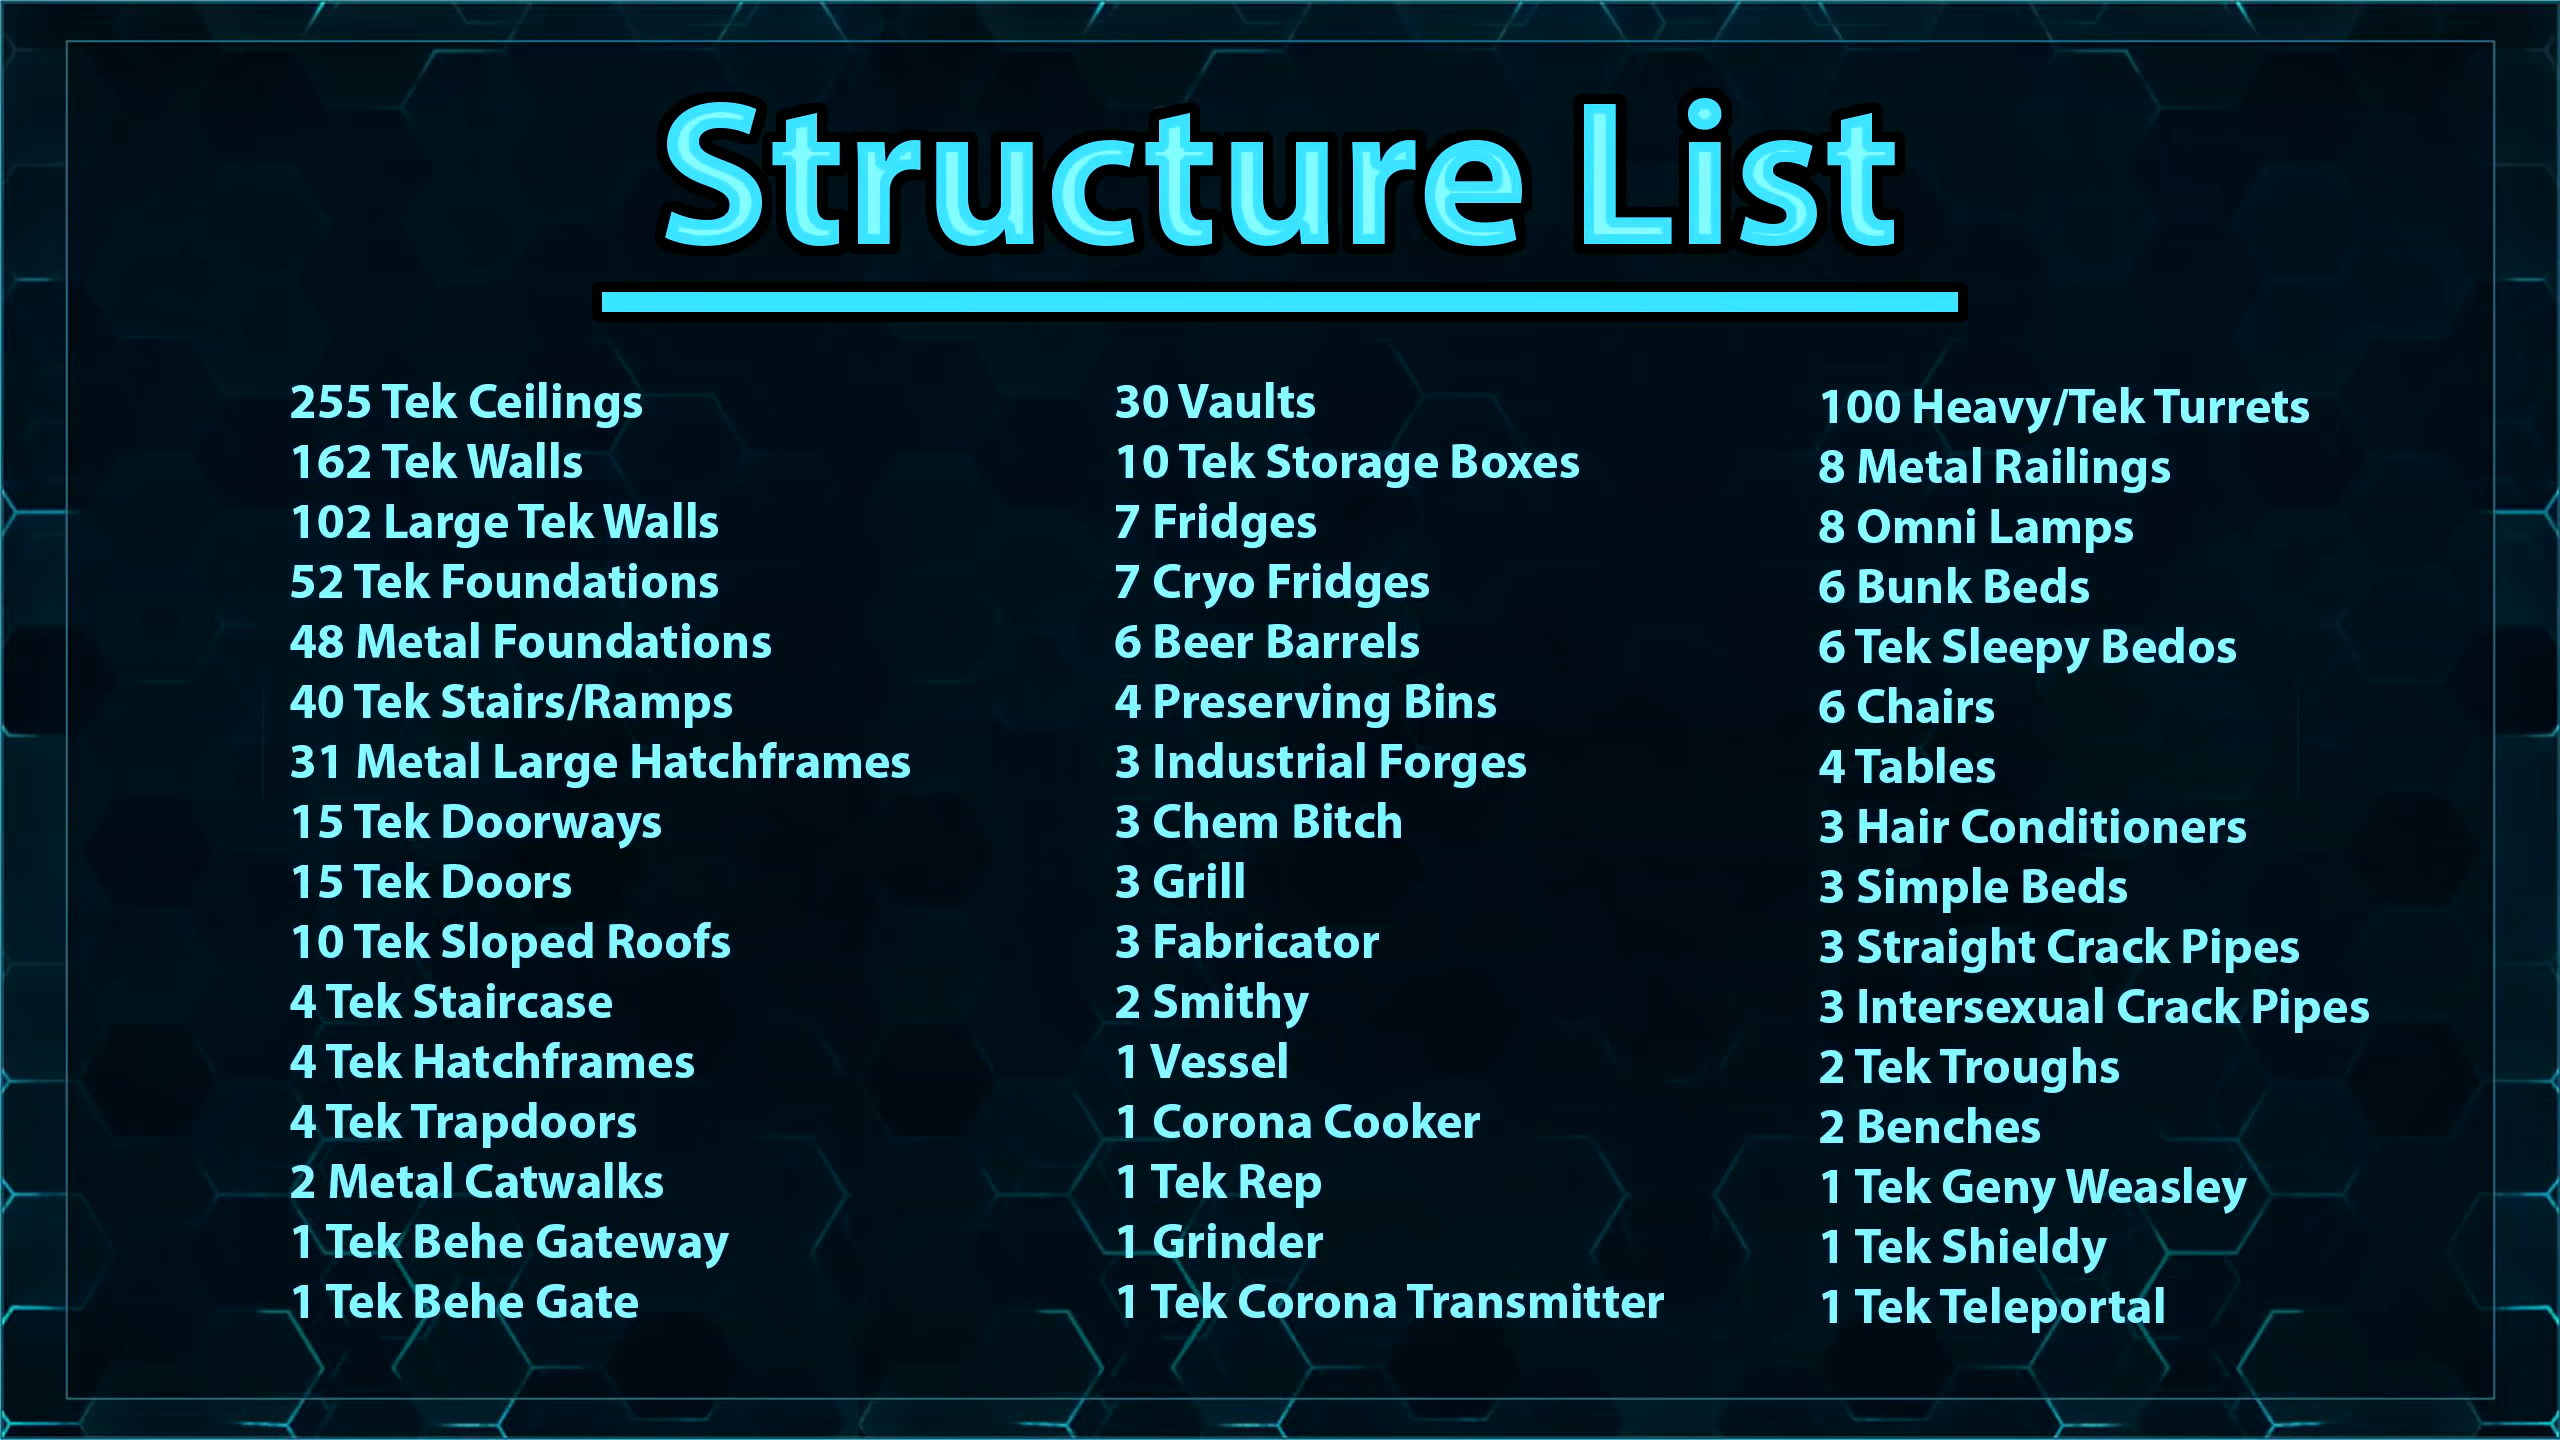 Structure List
255 Tek Ceilings
162 Tek Walls
102 Large Tek Walls
52 Tek Foundations
48 Metal Foundations
40 Tek Stairs/Ramps
31 Metal Large Hatchframes
15 Tek Doorways
15 Tek Doors
10 Tek Sloped Roofs
4 Tek Staircase
4 Tek Hatchframes
4 Tek Trapdoors
2 Metal Catwalks
1 Tek Behe Gateway
1 Tek Behe Gate
30 Vaults
10 Tek Storage Boxes
7 Fridges
7 Cryo Fridges
6 Beer Barrels
4 Preserving Bins
3 Industrial Forges
3 Chem Bitch
3 Grill
3 Fabricator
2 Smithy
1 Vessel
1 Corona Cooker
1 Tek Rep
1 Grinder
1 Tek Corona Transmitter
100 Heavy/Tek Turrets
8 Metal Railings
8 Omni Lamps
6 Bunk Beds
6 Tek Sleepy Bedos
6 Chairs
4 Tables
3 Hair Conditioners
3 Simple Beds
3 Straight Crack Pipes
3 Intersexual Crack Pipes
2 Tek Troughs
2 Benches
1 Tek Geny Weasley
1 Tek Shieldy
1 Tek Teleportal